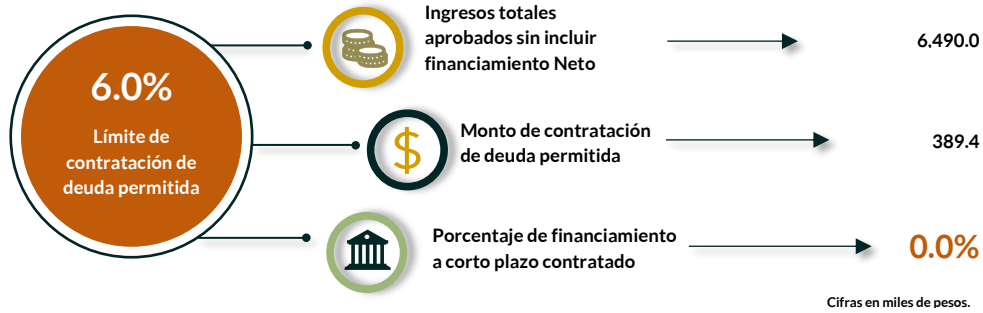 6.0%
Límite de
contratación de
deuda permitida
Ingresos totales
aprobados sin incluir
financiamiento Neto
6,490.0
$
Monto de contratación
de deuda permitida
389.4
Porcentaje de financiamiento
a corto plazo contratado
0.0%
Cifras en miles de pesos.